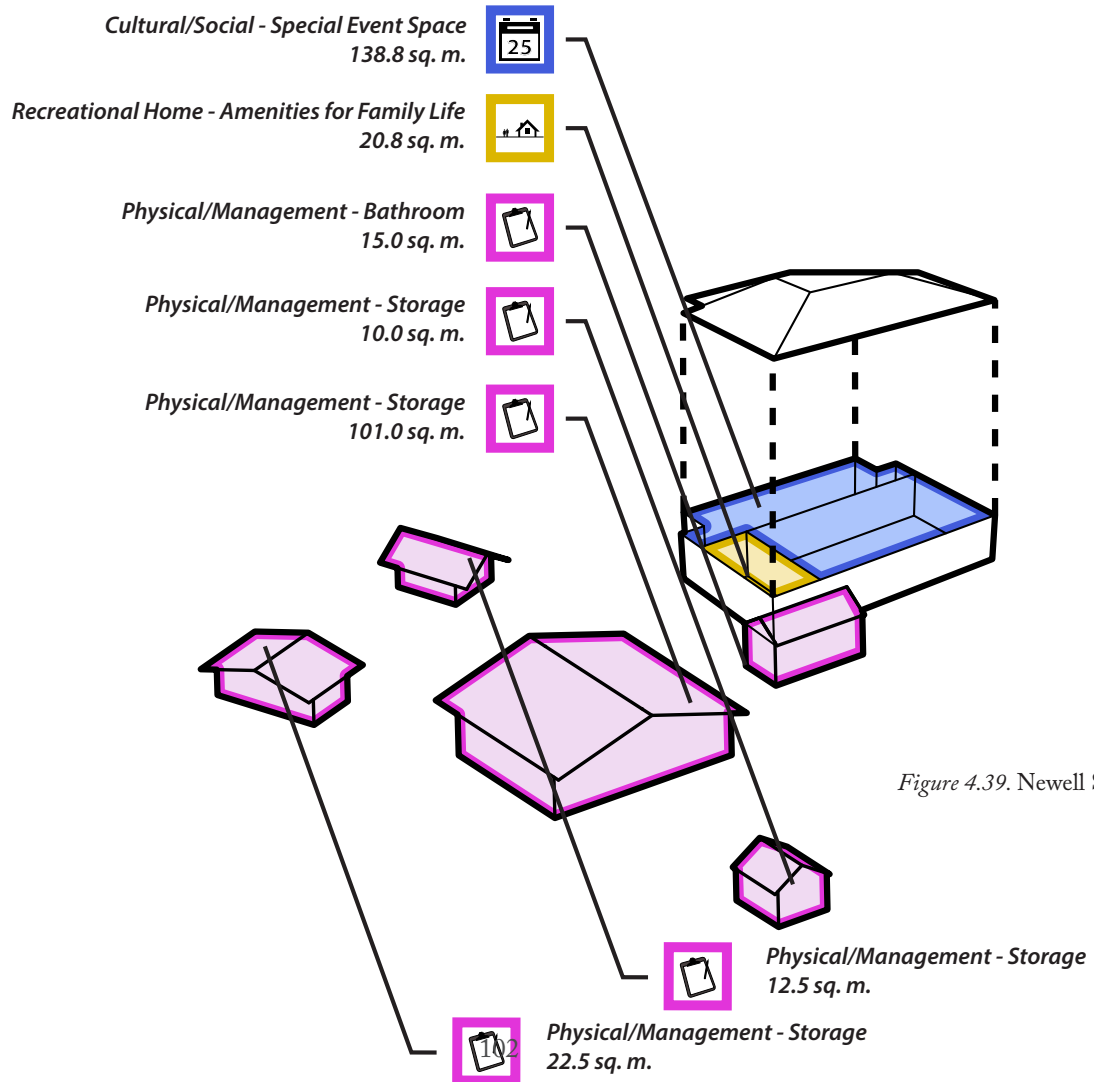 Cultural/Social - Special Event Space
138.8 sq. m.
25
Recreational Home - Amenities for Family Life
20.8 sq. m.
Physical/Management - Bathroom
15.0 sq. m.
Physical/Management - Storage
10.0 sq. m.
Physical/Management - Storage
101.0 sq. m.
Figure 4.39. Newell
Physical/Management - Storage
12.5 sq. m.
Physical/Management - Storage
22.5 sq. m.
102